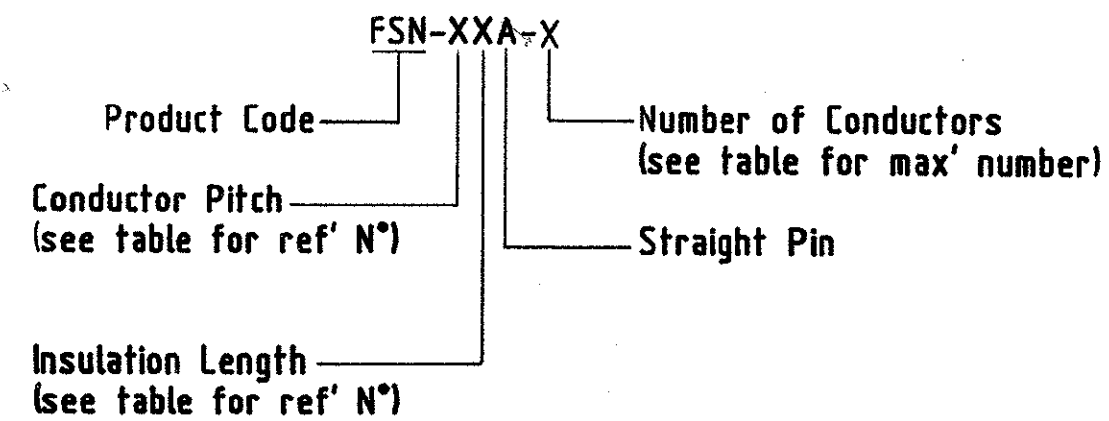 FSN-XXA-X
Product Code
Number of Conductors
(see table for max' number)
Conductor Pitch
(see table for ref' N°)
Straight Pin
Insulation Length
(see table for ref' N°)